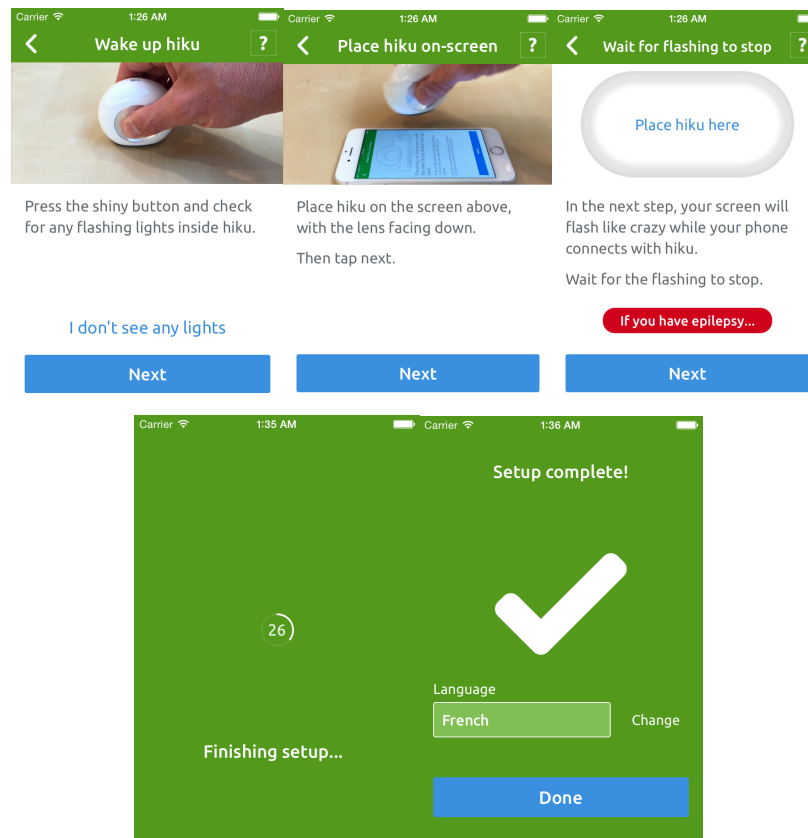 Carrier 1:26 AM
Wake up hiku ?
Press the shiny button and check
for any flashing lights inside hiku.
I don't see any lights
Next
Carrier 1:26 AM
Place hiku on-screen ?
Place hiku on the screen above,
with the lens facing down.
Then tap next.
Next
Carrier 1:26 AM
Wait for flashing to stop ?
Place hiku here
In the next step, your screen will
flash like crazy while your phone
connects with hiku.
Wait for the flashing to stop.
If you have epilepsy...
Next
Carrier 1:35 AM
26
Finishing setup...
Carrier 1:36 AM
Setup complete!
Language
French Change
Done